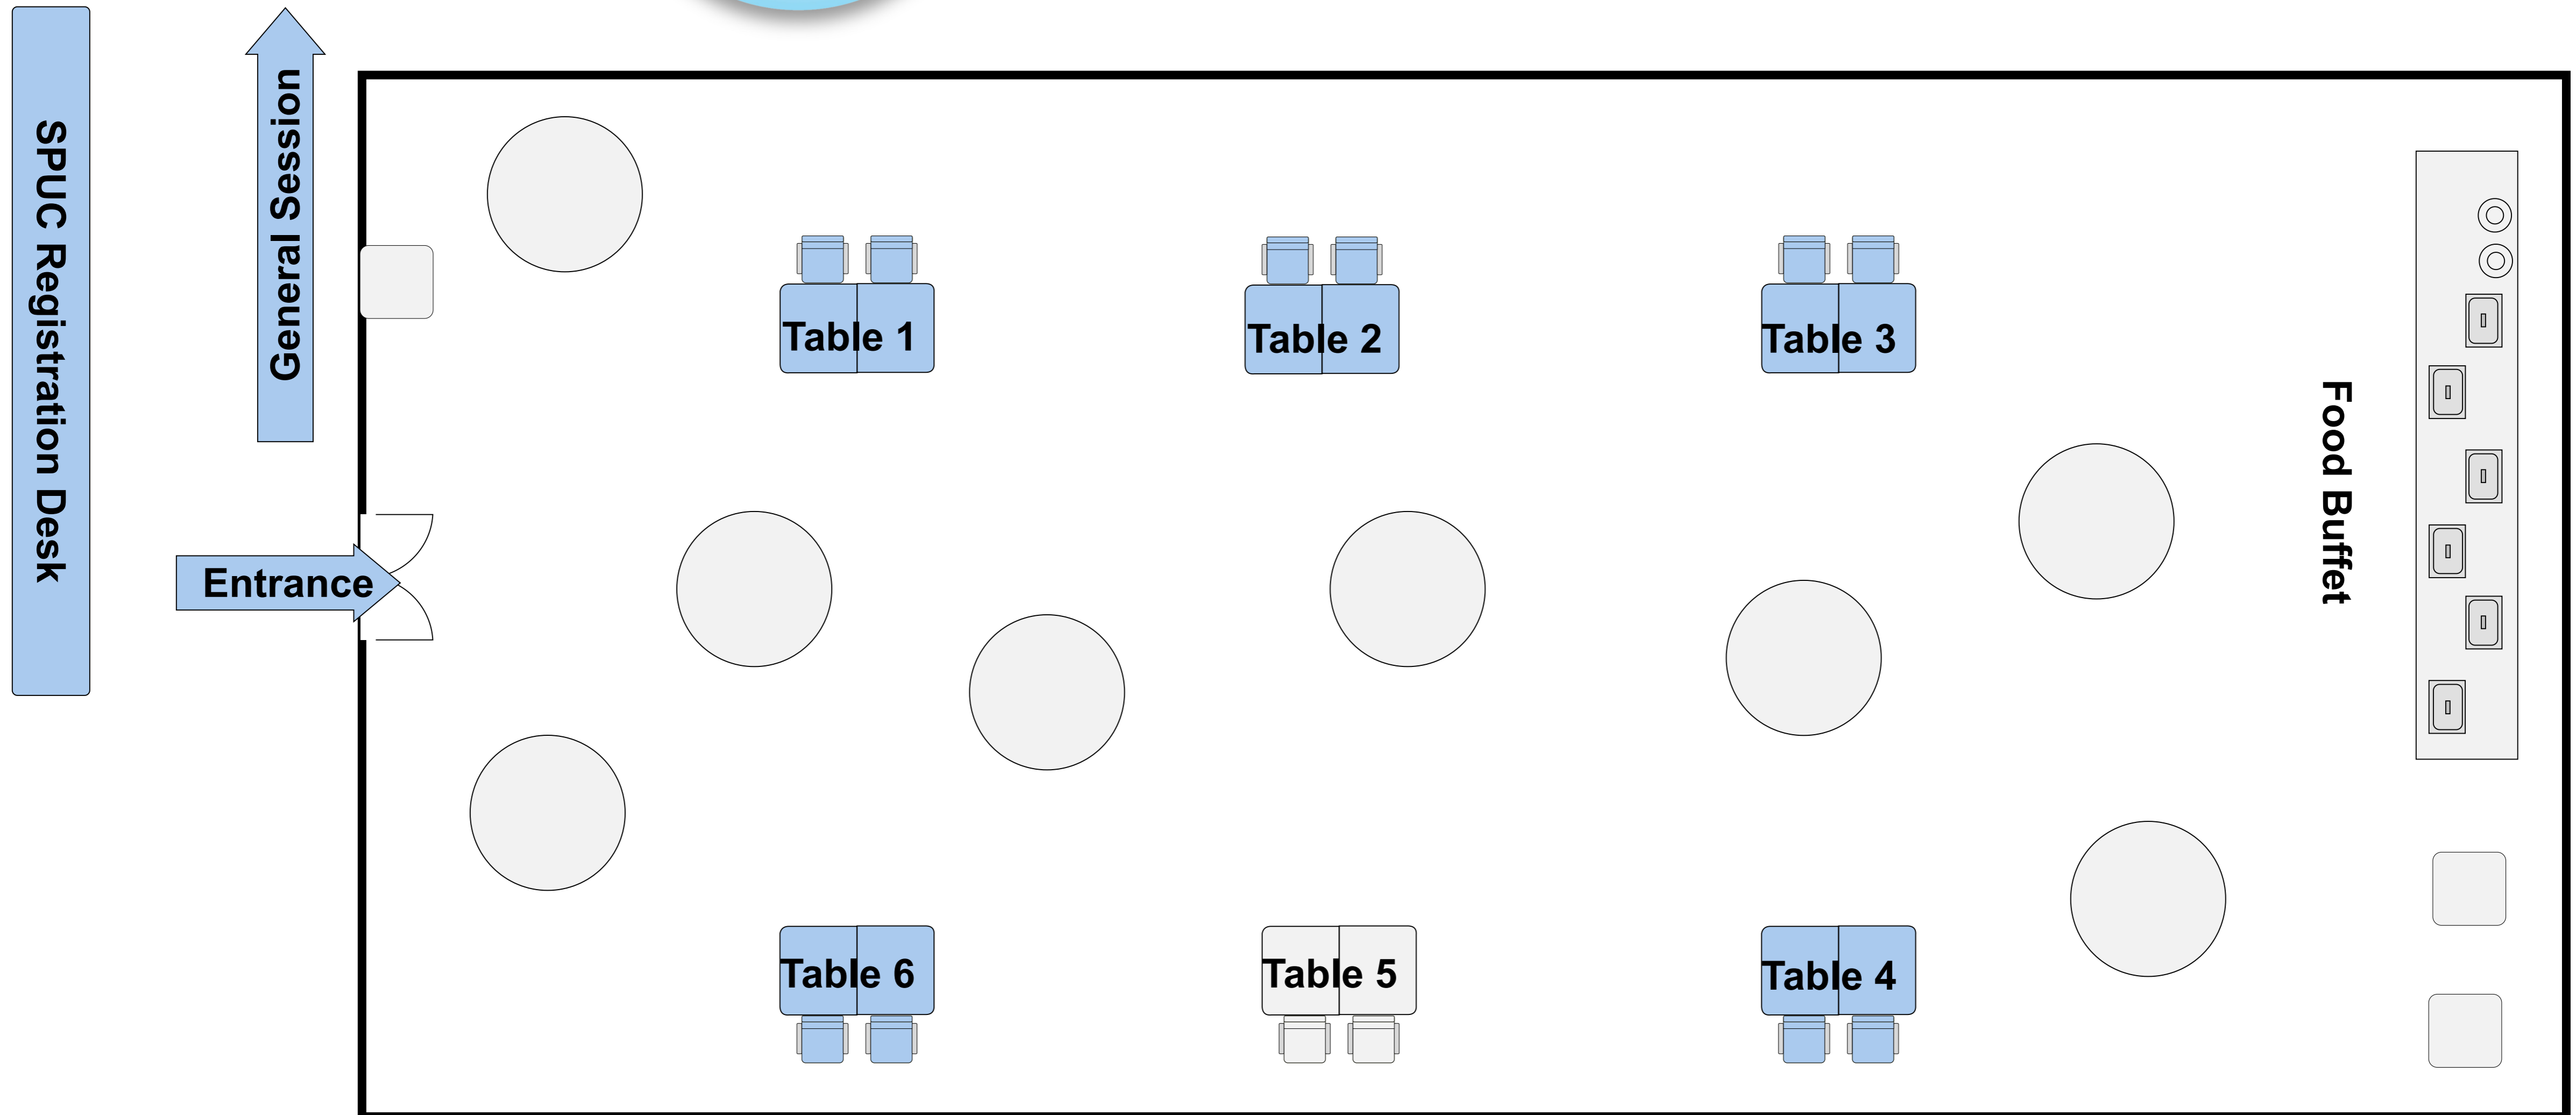 SPUC Registration Desk
General Session
Entrance
Table 1
Table 2
Table 3
Food Buffet
Table 6
Table 5
Table 4